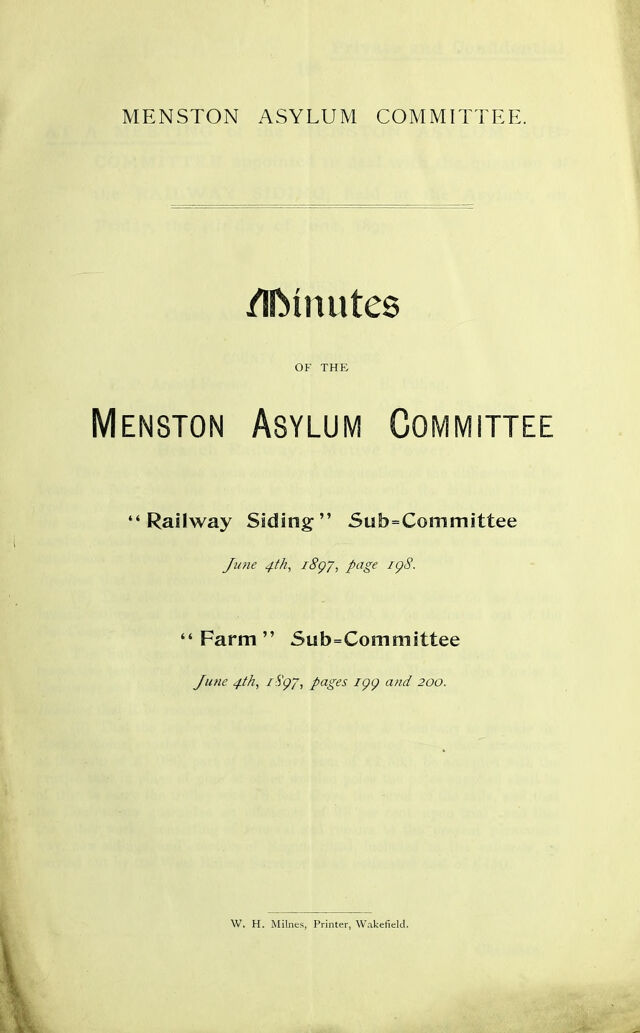 MENSTON ASYLUM COMMITTEE.
Minutes
OF THE
MENSTON ASYLUM COMMITTEE
"Railway Siding" Sub=Committee
June 4th, 1897, page 198.
"Farm" Sub=Committee
June 4th, 1897, pages 199 and 200.
W. H. Milnes, Printer, Wakefield.